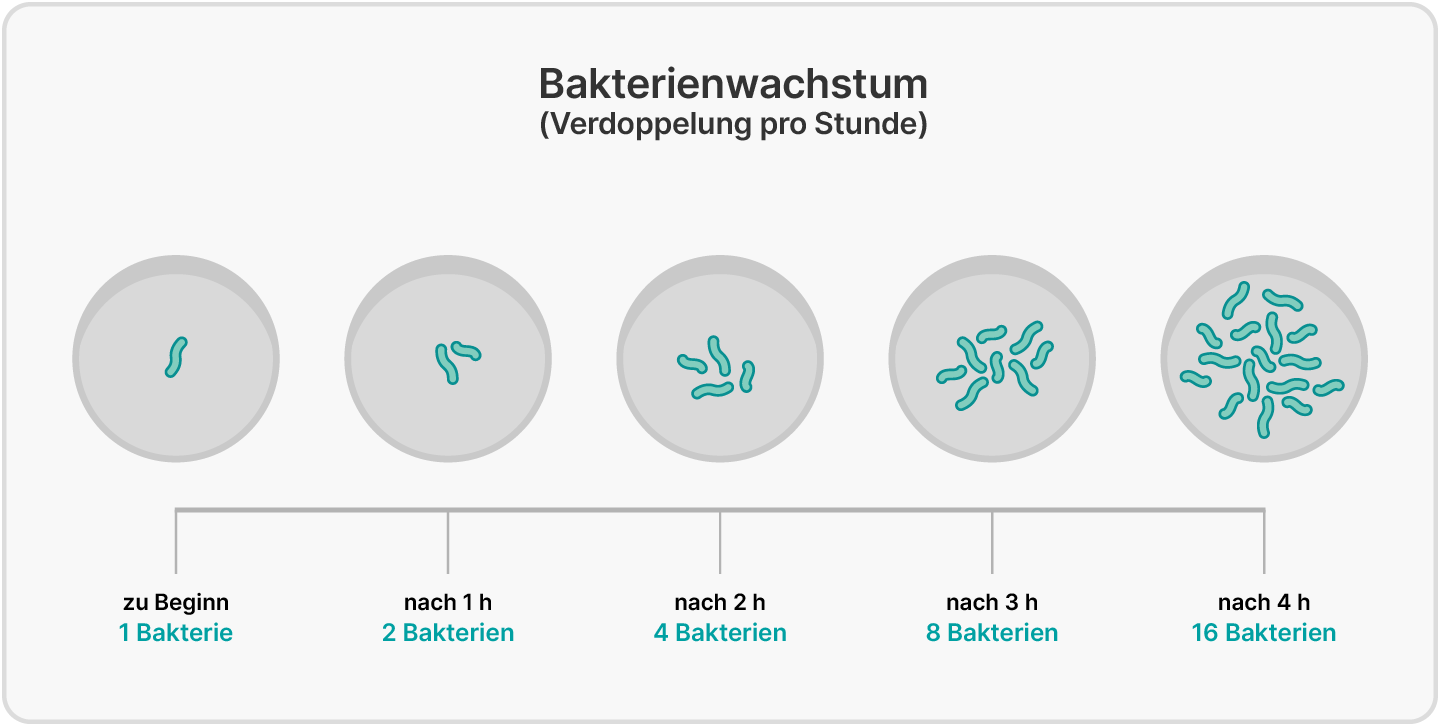 Bakterienwachstum
(Verdoppelung pro Stunde)
zu Beginn
1 Bakterie
nach 1 h
2 Bakterien
nach 2 h
4 Bakterien
nach 3 h
8 Bakterien
nach 4 h
16 Bakterien